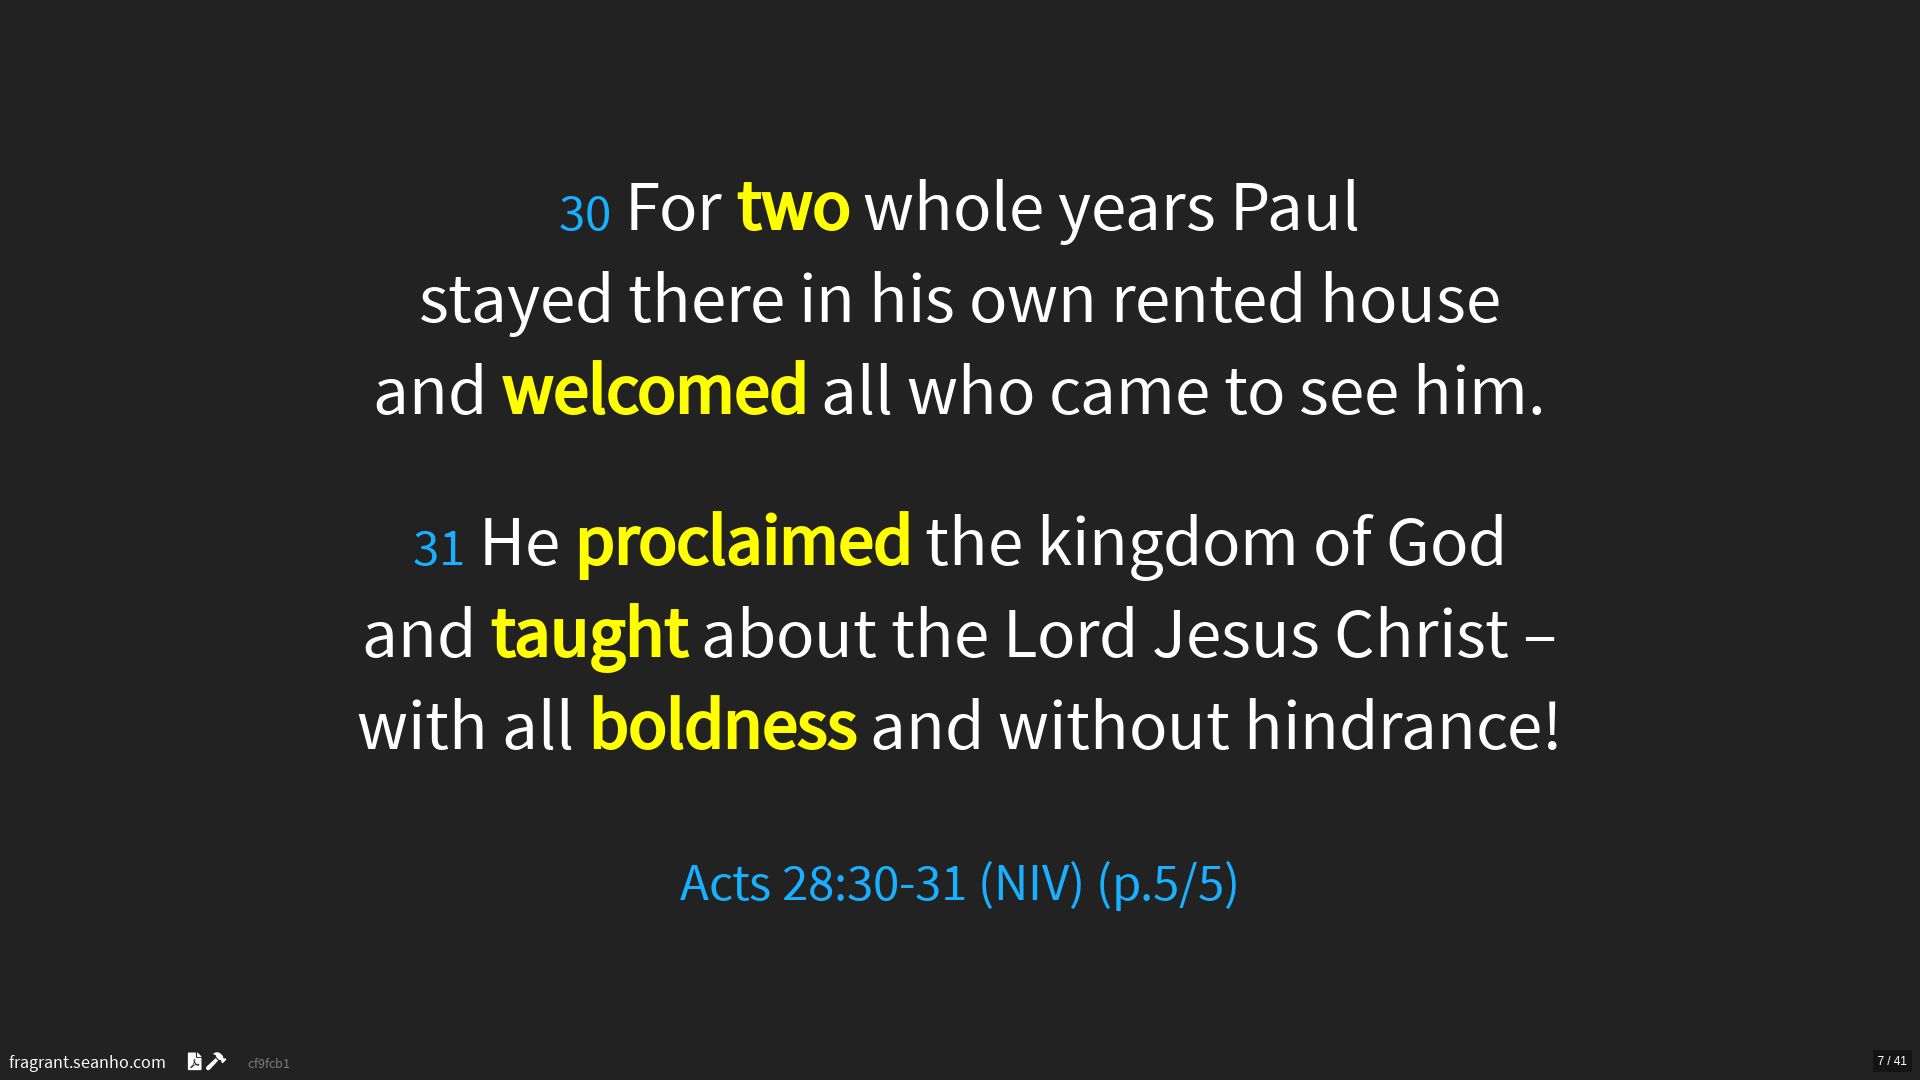 30 For two whole years Paul
stayed there in his own rented house
and welcomed all who came to see him.
31 He proclaimed the kingdom of God
and taught about the Lord Jesus Christ –
with all boldness and without hindrance!
Acts 28:30-31 (NIV) (p.5/5)
fragrant.seanho.com cf9fcb1
7 / 41